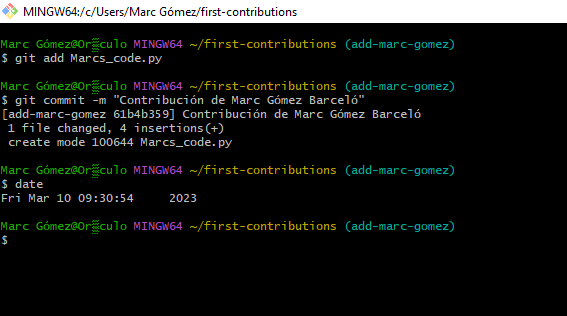 MINGW64:/c/Users/Marc Gómez/first-contributions
Marc Gómez@Or▒culo MINGW64 ~/first-contributions (add-marc-gomez)
$ git add Marcs_code.py
Marc Gómez@Or▒culo MINGW64 ~/first-contributions (add-marc-gomez)
$ git commit -m "Contribución de Marc Gómez Barceló"
[add-marc-gomez 61b4b359] Contribución de Marc Gómez Barceló
1 file changed, 4 insertions(+)
create mode 100644 Marcs_code.py
Marc Gómez@Or▒culo MINGW64 ~/first-contributions (add-marc-gomez)
$ date
Fri Mar 10 09:30:54 2023
Marc Gómez@Or▒culo MINGW64 ~/first-contributions (add-marc-gomez)
$